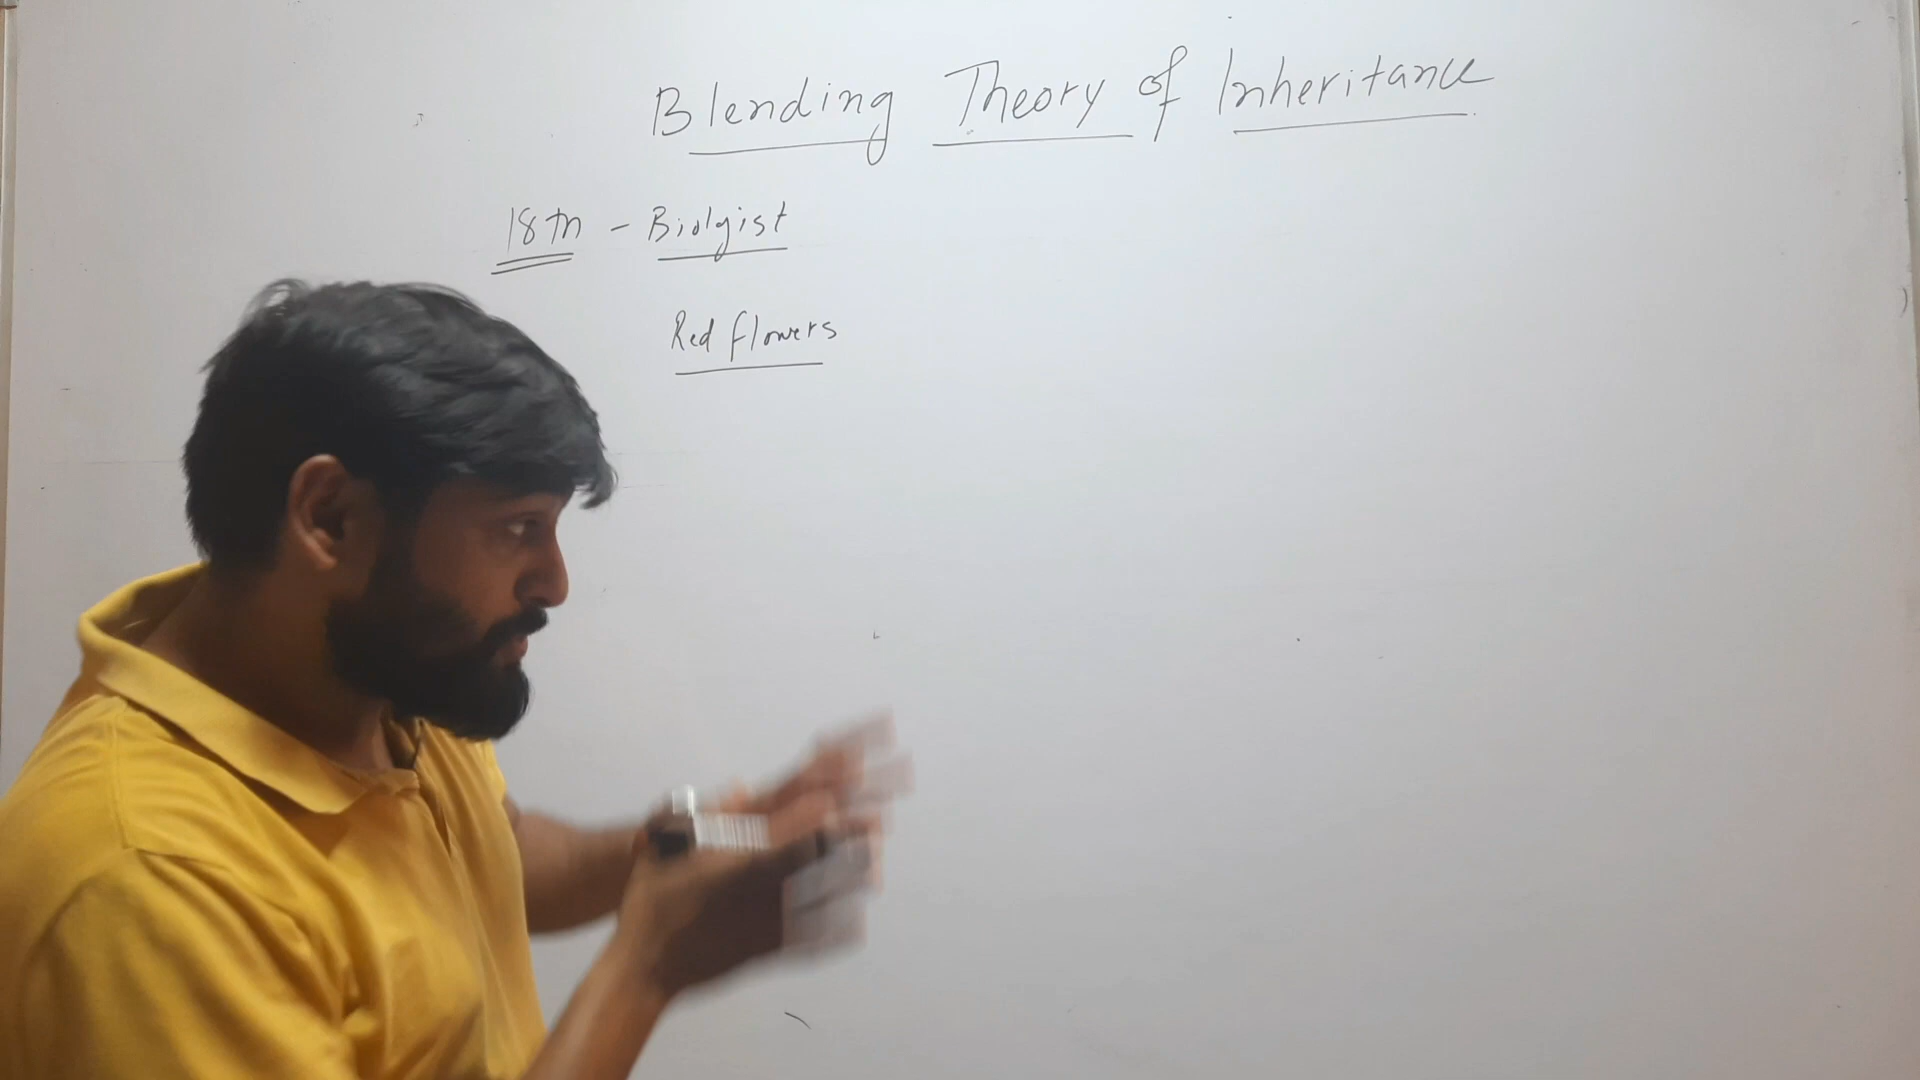 Blending Theory of Inheritance
18th - Biolgist
Red flowers